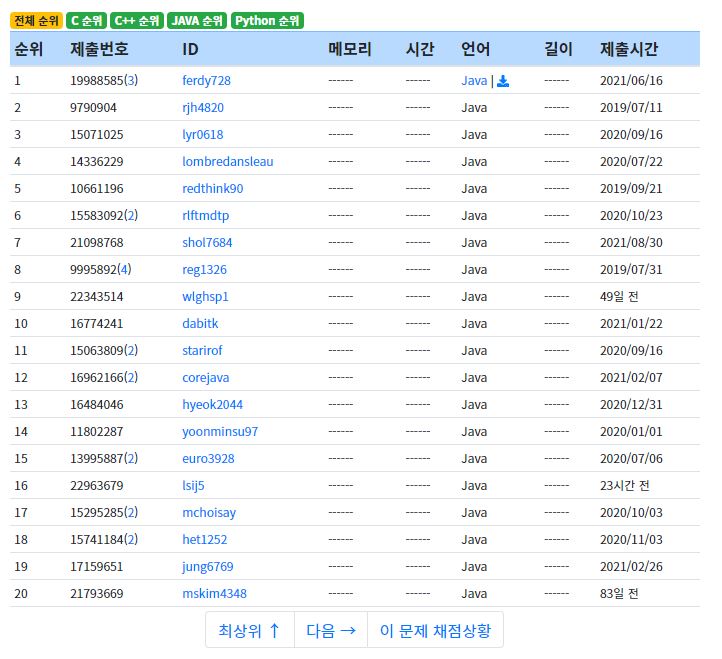 전체 순위 C 순위 C++ 순위 JAVA 순위 Python 순위
순위 제출번호 ID 메모리 시간 언어 길이 제출시간
1 19988585(3) ferdy728 ------ ------ Java | ------ 2021/06/16
2 9790904 rjh4820 ------ ------ Java ------ 2019/07/11
3 15071025 lyr0618 ------ ------ Java ------ 2020/09/16
4 14336229 lombredansleau ------ ------ Java ------ 2020/07/22
5 10661196 redthink90 ------ ------ Java ------ 2019/09/21
6 15583092(2) rlftmdtp ------ ------ Java ------ 2020/10/23
7 21098768 shol7684 ------ ------ Java ------ 2021/08/30
8 9995892(4) reg1326 ------ ------ Java ------ 2019/07/31
9 22343514 wlghsp1 ------ ------ Java ------ 49일 전
10 16774241 dabitk ------ ------ Java ------ 2021/01/22
11 15063809(2) starirof ------ ------ Java ------ 2020/09/16
12 16962166(2) corejava ------ ------ Java ------ 2021/02/07
13 16484046 hyeok2044 ------ ------ Java ------ 2020/12/31
14 11802287 yoonminsu97 ------ ------ Java ------ 2020/01/01
15 13995887(2) euro3928 ------ ------ Java ------ 2020/07/06
16 22963679 lsij5 ------ ------ Java ------ 23시간 전
17 15295285(2) mchoisay ------ ------ Java ------ 2020/10/03
18 15741184(2) het1252 ------ ------ Java ------ 2020/11/03
19 17159651 jung6769 ------ ------ Java ------ 2021/02/26
20 21793669 mskim4348 ------ ------ Java ------ 83일 전
최상위 ↑ 다음 → 이 문제 채점상황